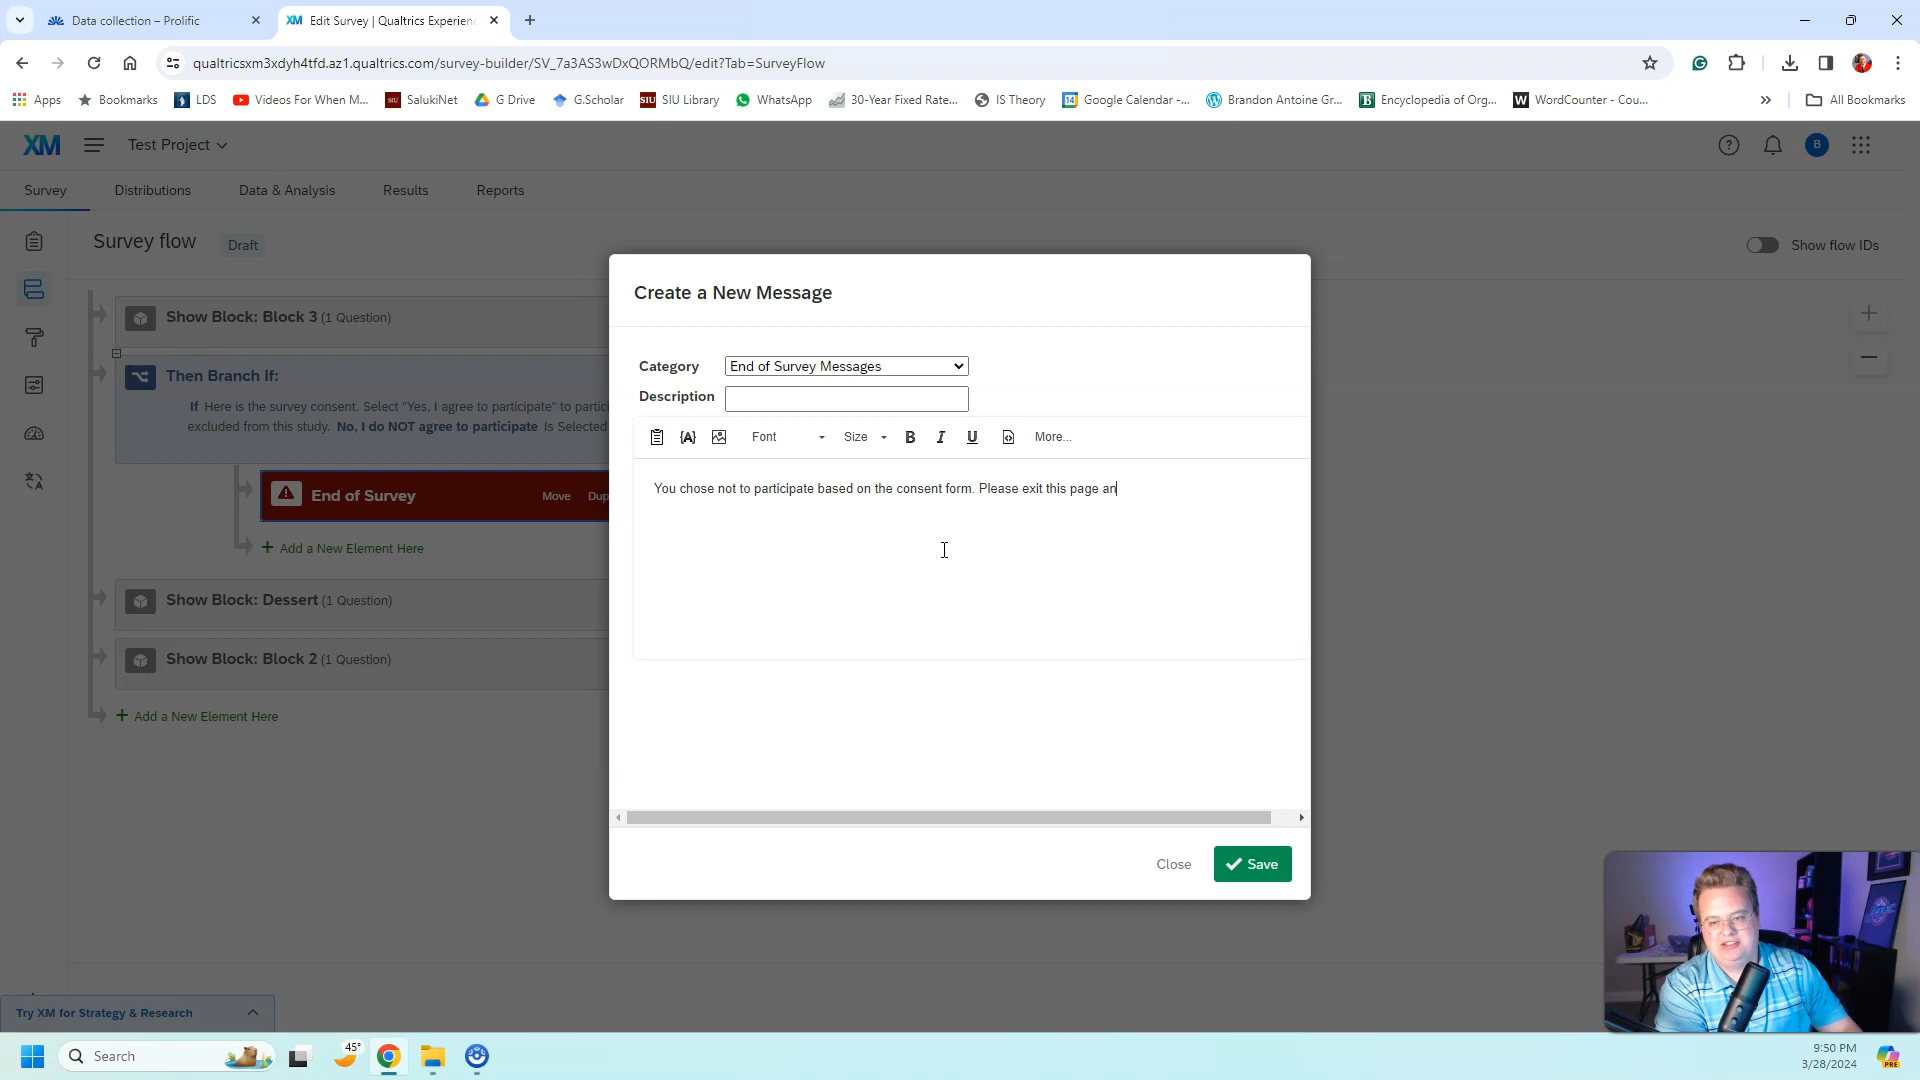 Data collection – Prolific
XM Edit Survey | Qualtrics Experien
qualtricsxm3xdyh4tfd.az1.qualtrics.com/survey-builder/SV_7a3AS3wDxQORMbQ/edit?Tab=SurveyFlow
Apps Bookmarks LDS Videos For When M... SIU SalukiNet G Drive G.Scholar SIU SIU Library WhatsApp 30-Year Fixed Rate... IS Theory 14 Google Calendar -... Brandon Antoine Gr... B Encyclopedia of Org... W WordCounter - Cou... All Bookmarks
XM Test Project B
Survey Distributions Data & Analysis Results Reports
Survey flow Draft
Show flow IDs
Show Block: Block 3 (1 Question)
Then Branch If:
If Here is the survey consent. Select "Yes, I agree to participate" to partic
excluded from this study. No, I do NOT agree to participate Is Selected
End of Survey Move Dup
Add a New Element Here
Show Block: Dessert (1 Question)
Show Block: Block 2 (1 Question)
Add a New Element Here
Create a New Message
Category End of Survey Messages
Description
{A} Font Size B I U More...
You chose not to participate based on the consent form. Please exit this page an
Close Save
Try XM for Strategy & Research
Search
45°
9:50 PM
3/28/2024
PRE